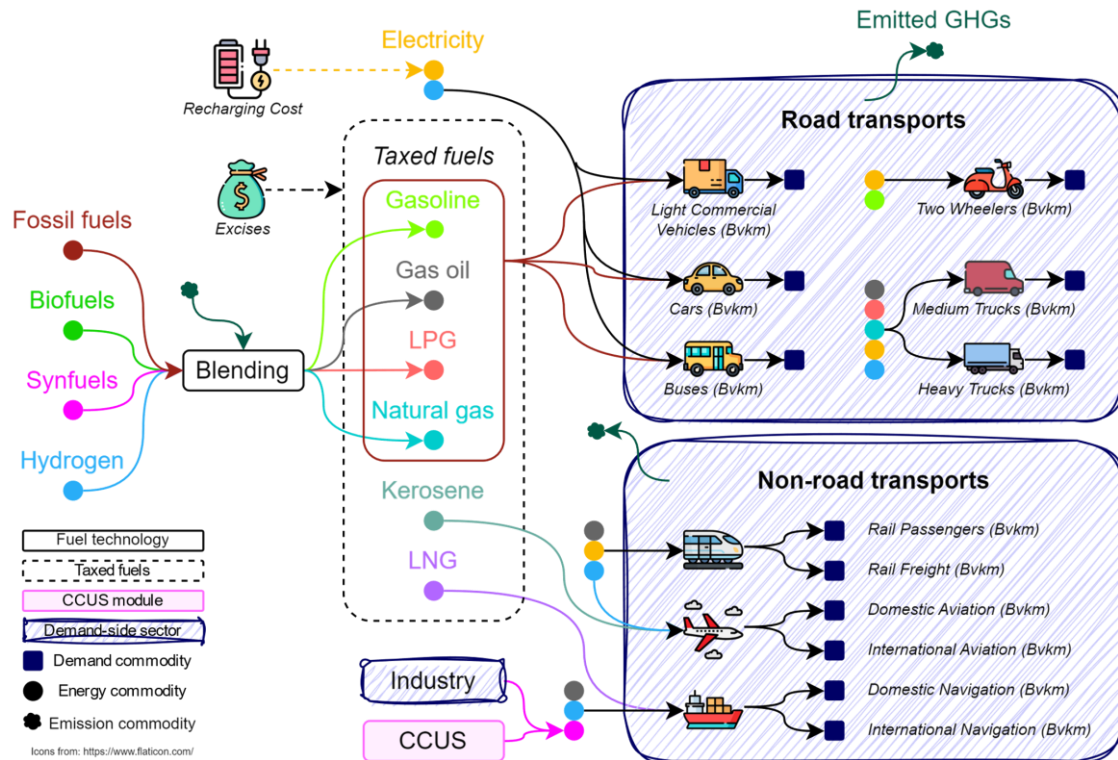 Emitted GHGs
Electricity
Recharging Cost
Road transports
Taxed fuels
Excises
Gasoline
Light Commercial
Vehicles (Bvkm)
Two Wheelers (Bvkm)
Fossil fuels
Gas oil
Cars (Bvkm)
Medium Trucks (Bvkm)
Biofuels
LPG
Blending
Synfuels
Buses (Bvkm)
Heavy Trucks (Bvkm)
Natural gas
Hydrogen
Kerosene
Non-road transports
Rail Passengers (Bvkm)
Rail Freight (Bvkm)
LNG
Domestic Aviation (Bvkm)
International Aviation (Bvkm)
Industry
Domestic Navigation (Bvkm)
International Navigation (Bvkm)
CCUS
Fuel technology
Taxed fuels
CCUS module
Demand-side sector
Demand commodity
Energy commodity
Emission commodity
Icons from: https://www.flaticon.com/